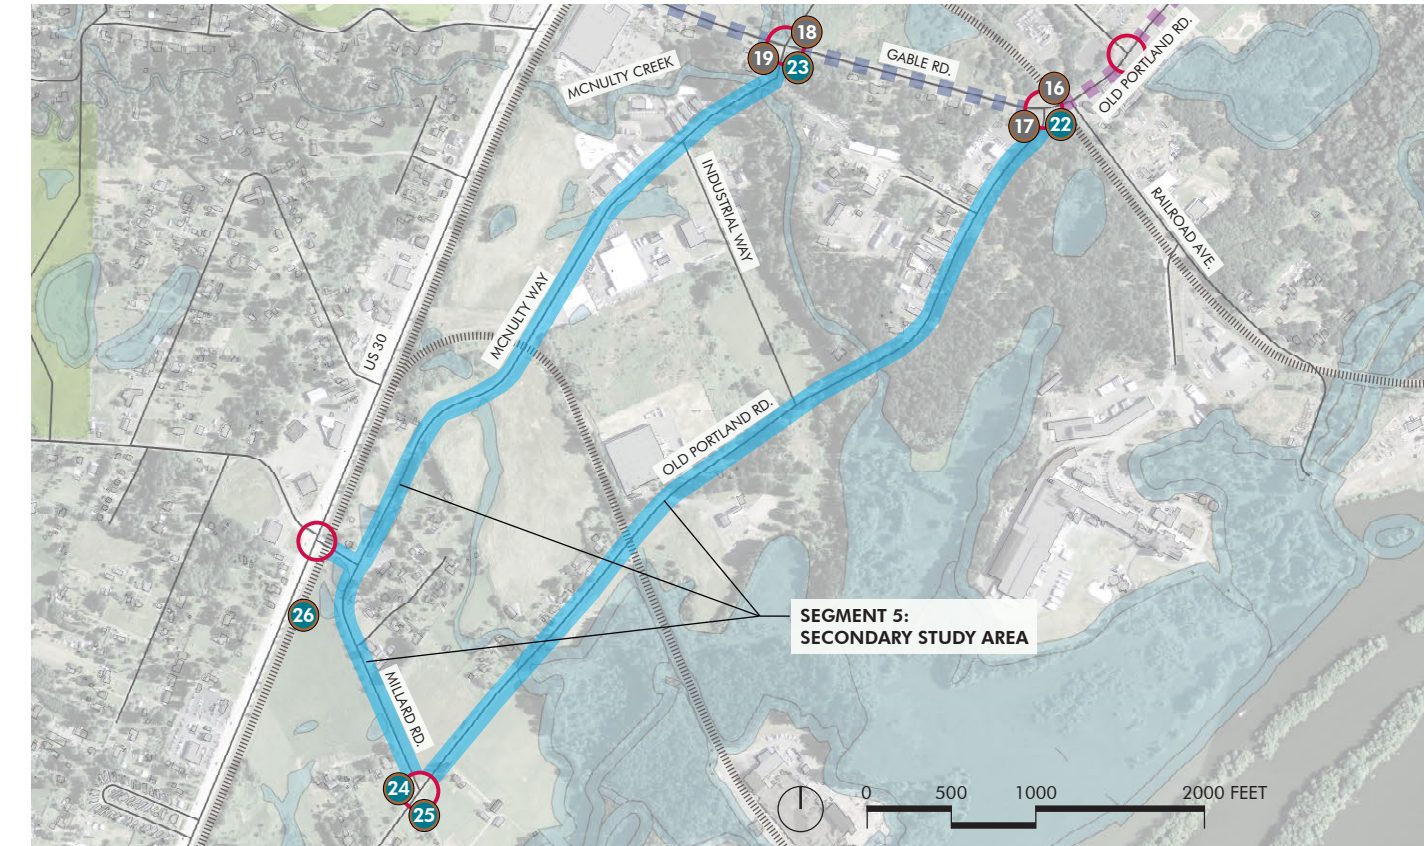 18
19
23
MCNULTY CREEK
GABLE RD.
OLD PORTLAND RD.
16
17
22
INDUSTRIAL WAY
RAILROAD AVE.
MCNULTY WAY
US 30
OLD PORTLAND RD.
26
SEGMENT 5:
SECONDARY STUDY AREA
MILLARD RD.
24
25
0 500 1000 2000 FEET